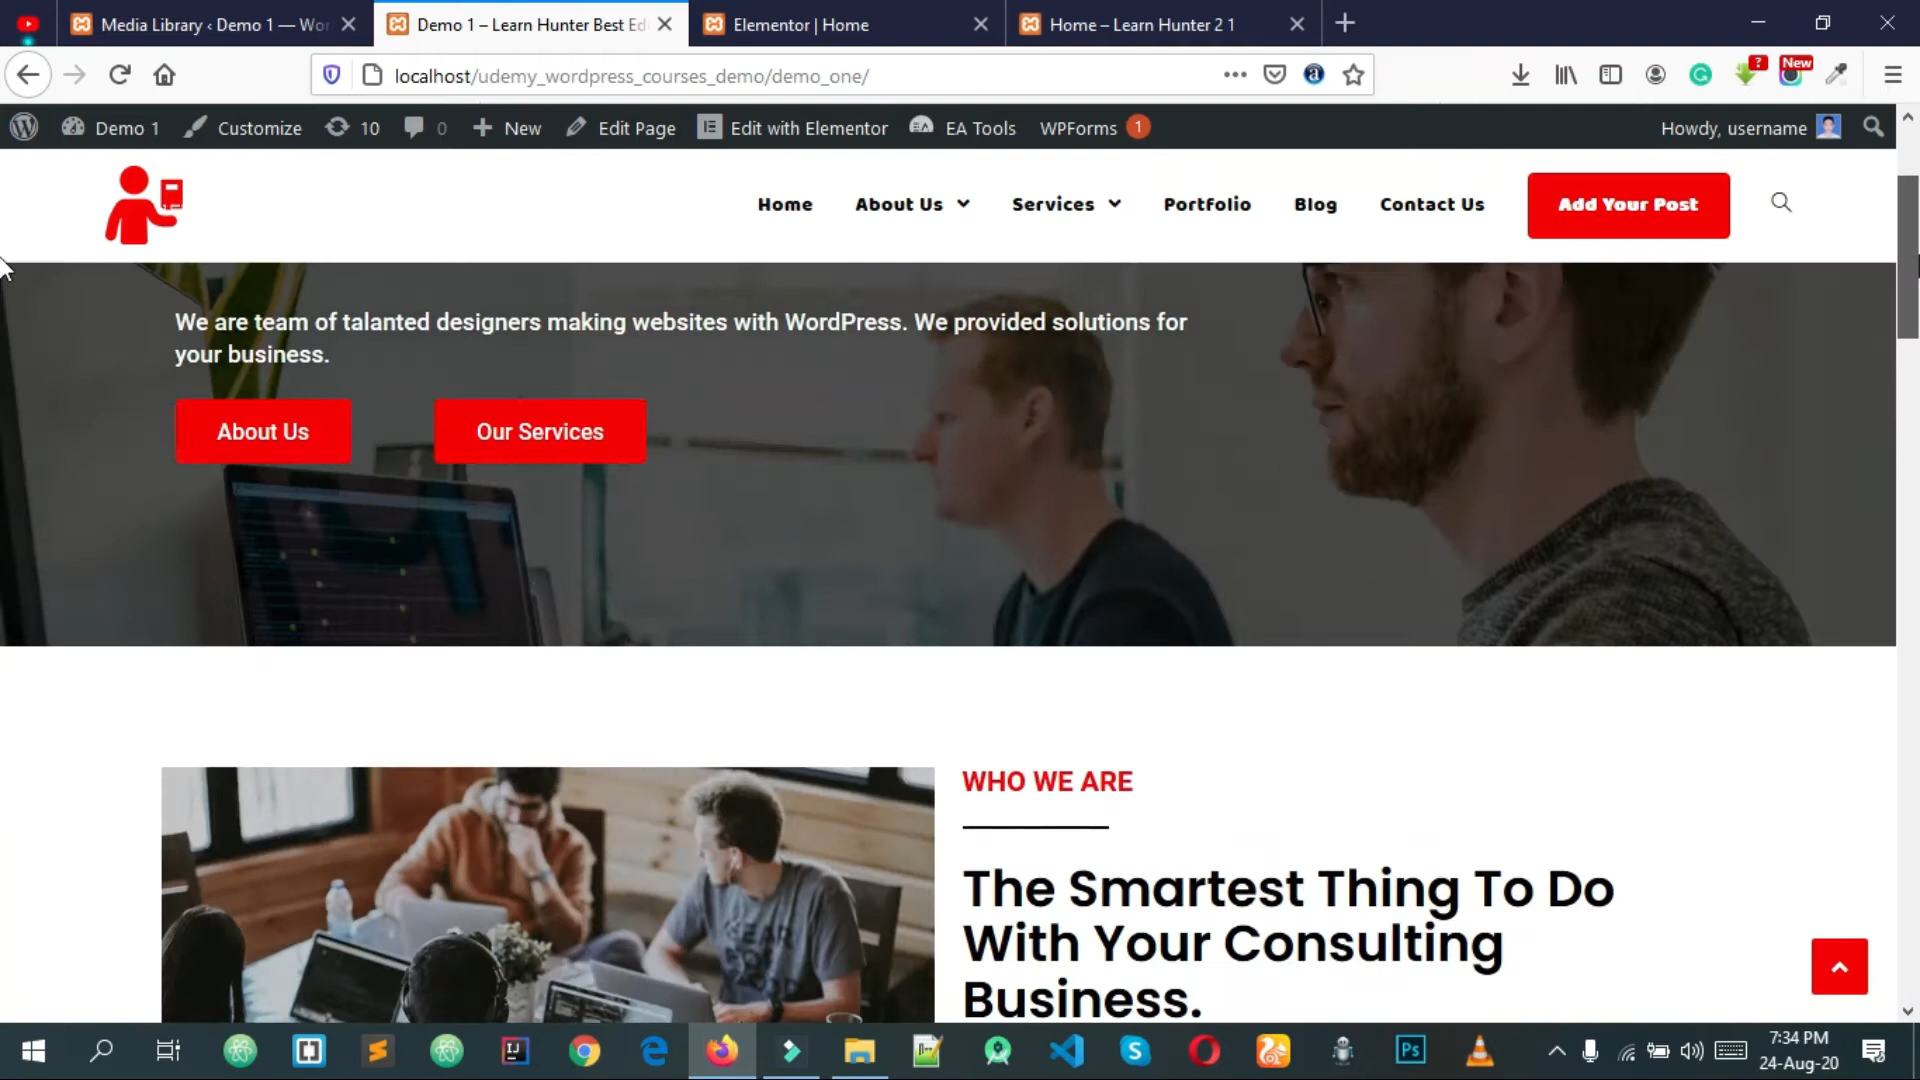 Media Library ‹ Demo 1 — Wor
Demo 1 – Learn Hunter Best Ed
Elementor | Home
Home – Learn Hunter 2 1
localhost/udemy_wordpress_courses_demo/demo_one/
?
New
Demo 1
Customize
10
0
New
Edit Page
Edit with Elementor
EA Tools
WPForms
1
Howdy, username
Home
About Us
Services
Portfolio
Blog
Contact Us
Add Your Post
We are team of talanted designers making websites with WordPress. We provided solutions for
your business.
About Us
Our Services
WHO WE ARE
The Smartest Thing To Do
With Your Consulting
Business.
7:34 PM
24-Aug-20